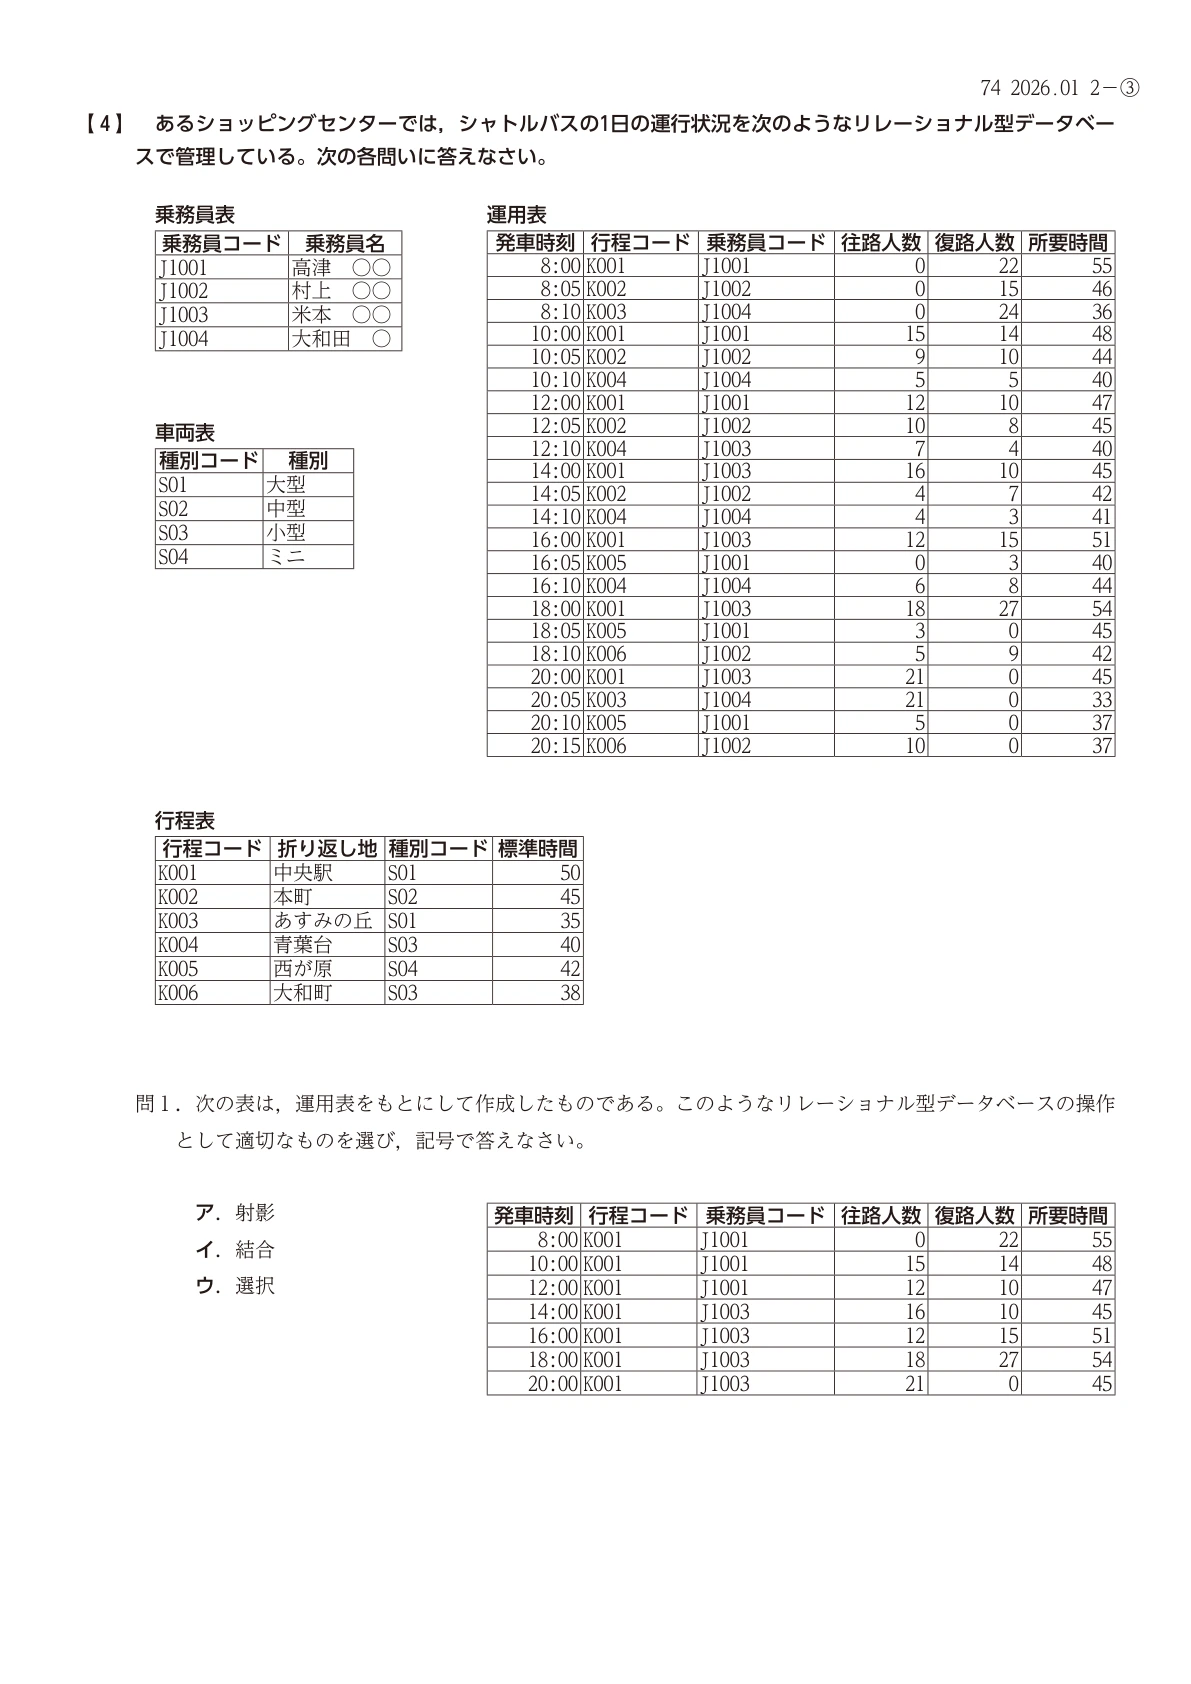 74 2026.01 2－③
【4】 あるショッピングセンターでは，シャトルバスの1日の運行状況を次のようなリレーショナル型データベー
スで管理している。次の各問いに答えなさい。
乗務員表
乗務員コード 乗務員名
J1001 高津 ○○
J1002 村上 ○○
J1003 米本 ○○
J1004 大和田 ○
車両表
種別コード 種別
S01 大型
S02 中型
S03 小型
S04 ミニ
運用表
発車時刻 行程コード 乗務員コード 往路人数 復路人数 所要時間
8:00 K001 J1001 0 22 55
8:05 K002 J1002 0 15 46
8:10 K003 J1004 0 24 36
10:00 K001 J1001 15 14 48
10:05 K002 J1002 9 10 44
10:10 K004 J1004 5 5 40
12:00 K001 J1001 12 10 47
12:05 K002 J1002 10 8 45
12:10 K004 J1003 7 4 40
14:00 K001 J1003 16 10 45
14:05 K002 J1002 4 7 42
14:10 K004 J1004 4 3 41
16:00 K001 J1003 12 15 51
16:05 K005 J1001 0 3 40
16:10 K004 J1004 6 8 44
18:00 K001 J1003 18 27 54
18:05 K005 J1001 3 0 45
18:10 K006 J1002 5 9 42
20:00 K001 J1003 21 0 45
20:05 K003 J1004 21 0 33
20:10 K005 J1001 5 0 37
20:15 K006 J1002 10 0 37
行程表
行程コード 折り返し地 種別コード 標準時間
K001 中央駅 S01 50
K002 本町 S02 45
K003 あすみの丘 S01 35
K004 青葉台 S03 40
K005 西が原 S04 42
K006 大和町 S03 38
問１．次の表は，運用表をもとにして作成したものである。このようなリレーショナル型データベースの操作
として適切なものを選び，記号で答えなさい。
ア．射影
イ．結合
ウ．選択
発車時刻 行程コード 乗務員コード 往路人数 復路人数 所要時間
8:00 K001 J1001 0 22 55
10:00 K001 J1001 15 14 48
12:00 K001 J1001 12 10 47
14:00 K001 J1003 16 10 45
16:00 K001 J1003 12 15 51
18:00 K001 J1003 18 27 54
20:00 K001 J1003 21 0 45